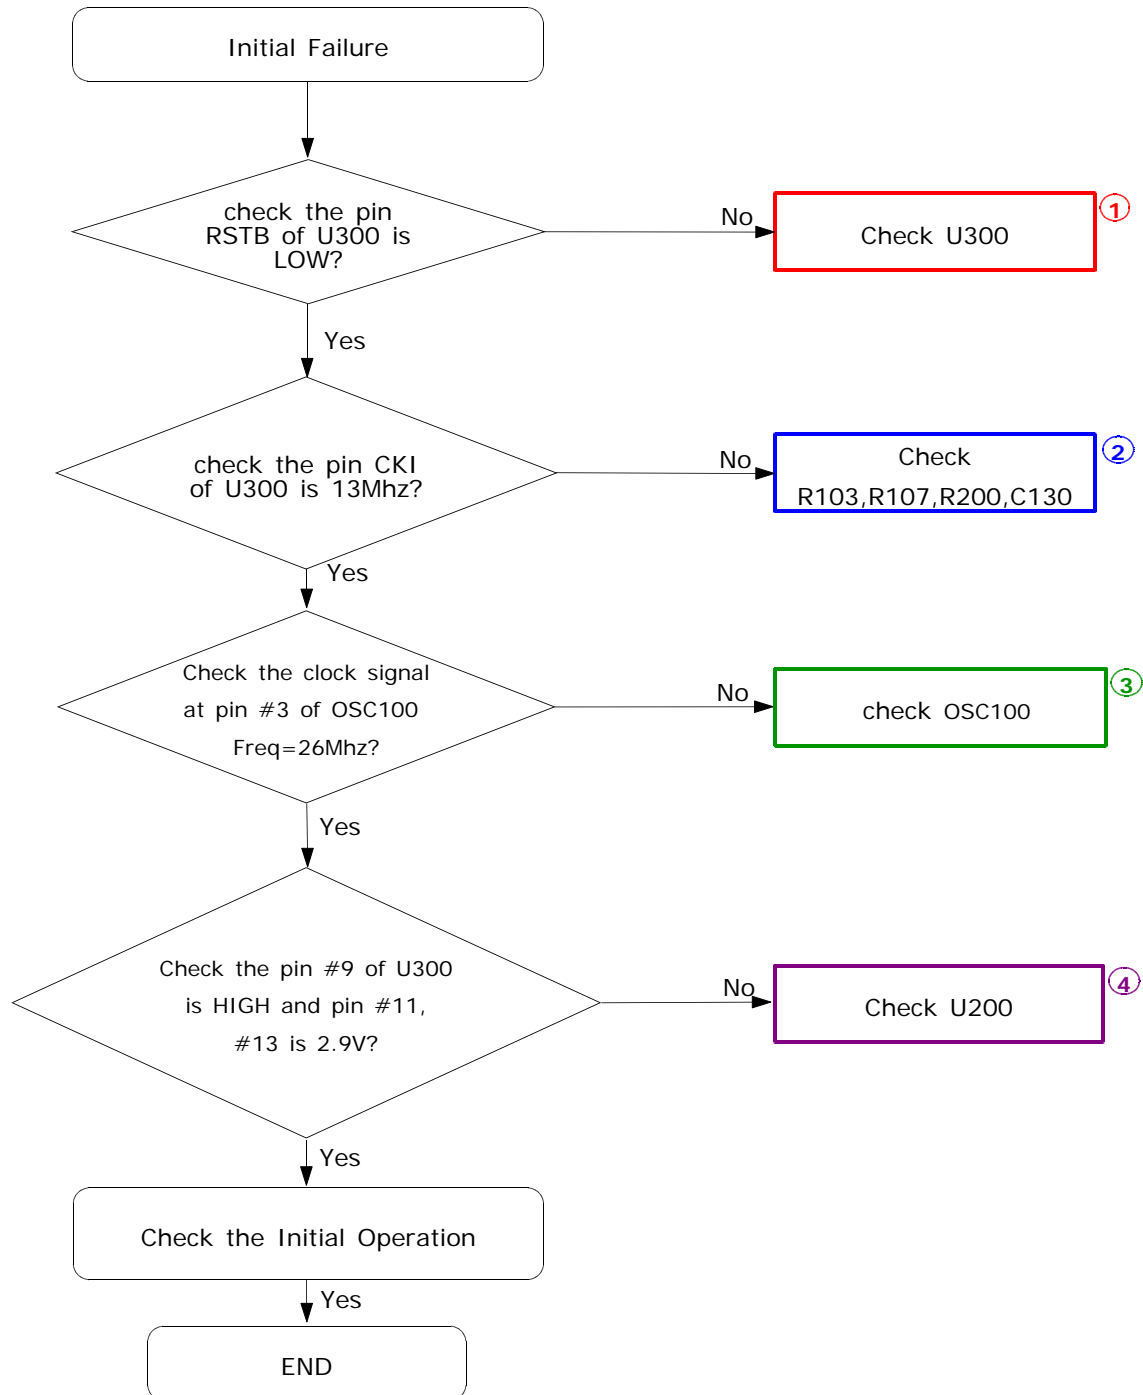 Initial Failure
check the pin
RSTB of U300 is
LOW?
No
Check U300
1
Yes
check the pin CKI
of U300 is 13Mhz?
No
Check
R103,R107,R200,C130
2
Yes
Check the clock signal
at pin #3 of OSC100
Freq=26Mhz?
No
check OSC100
3
Yes
Check the pin #9 of U300
is HIGH and pin #11,
#13 is 2.9V?
No
Check U200
4
Yes
Check the Initial Operation
Yes
END